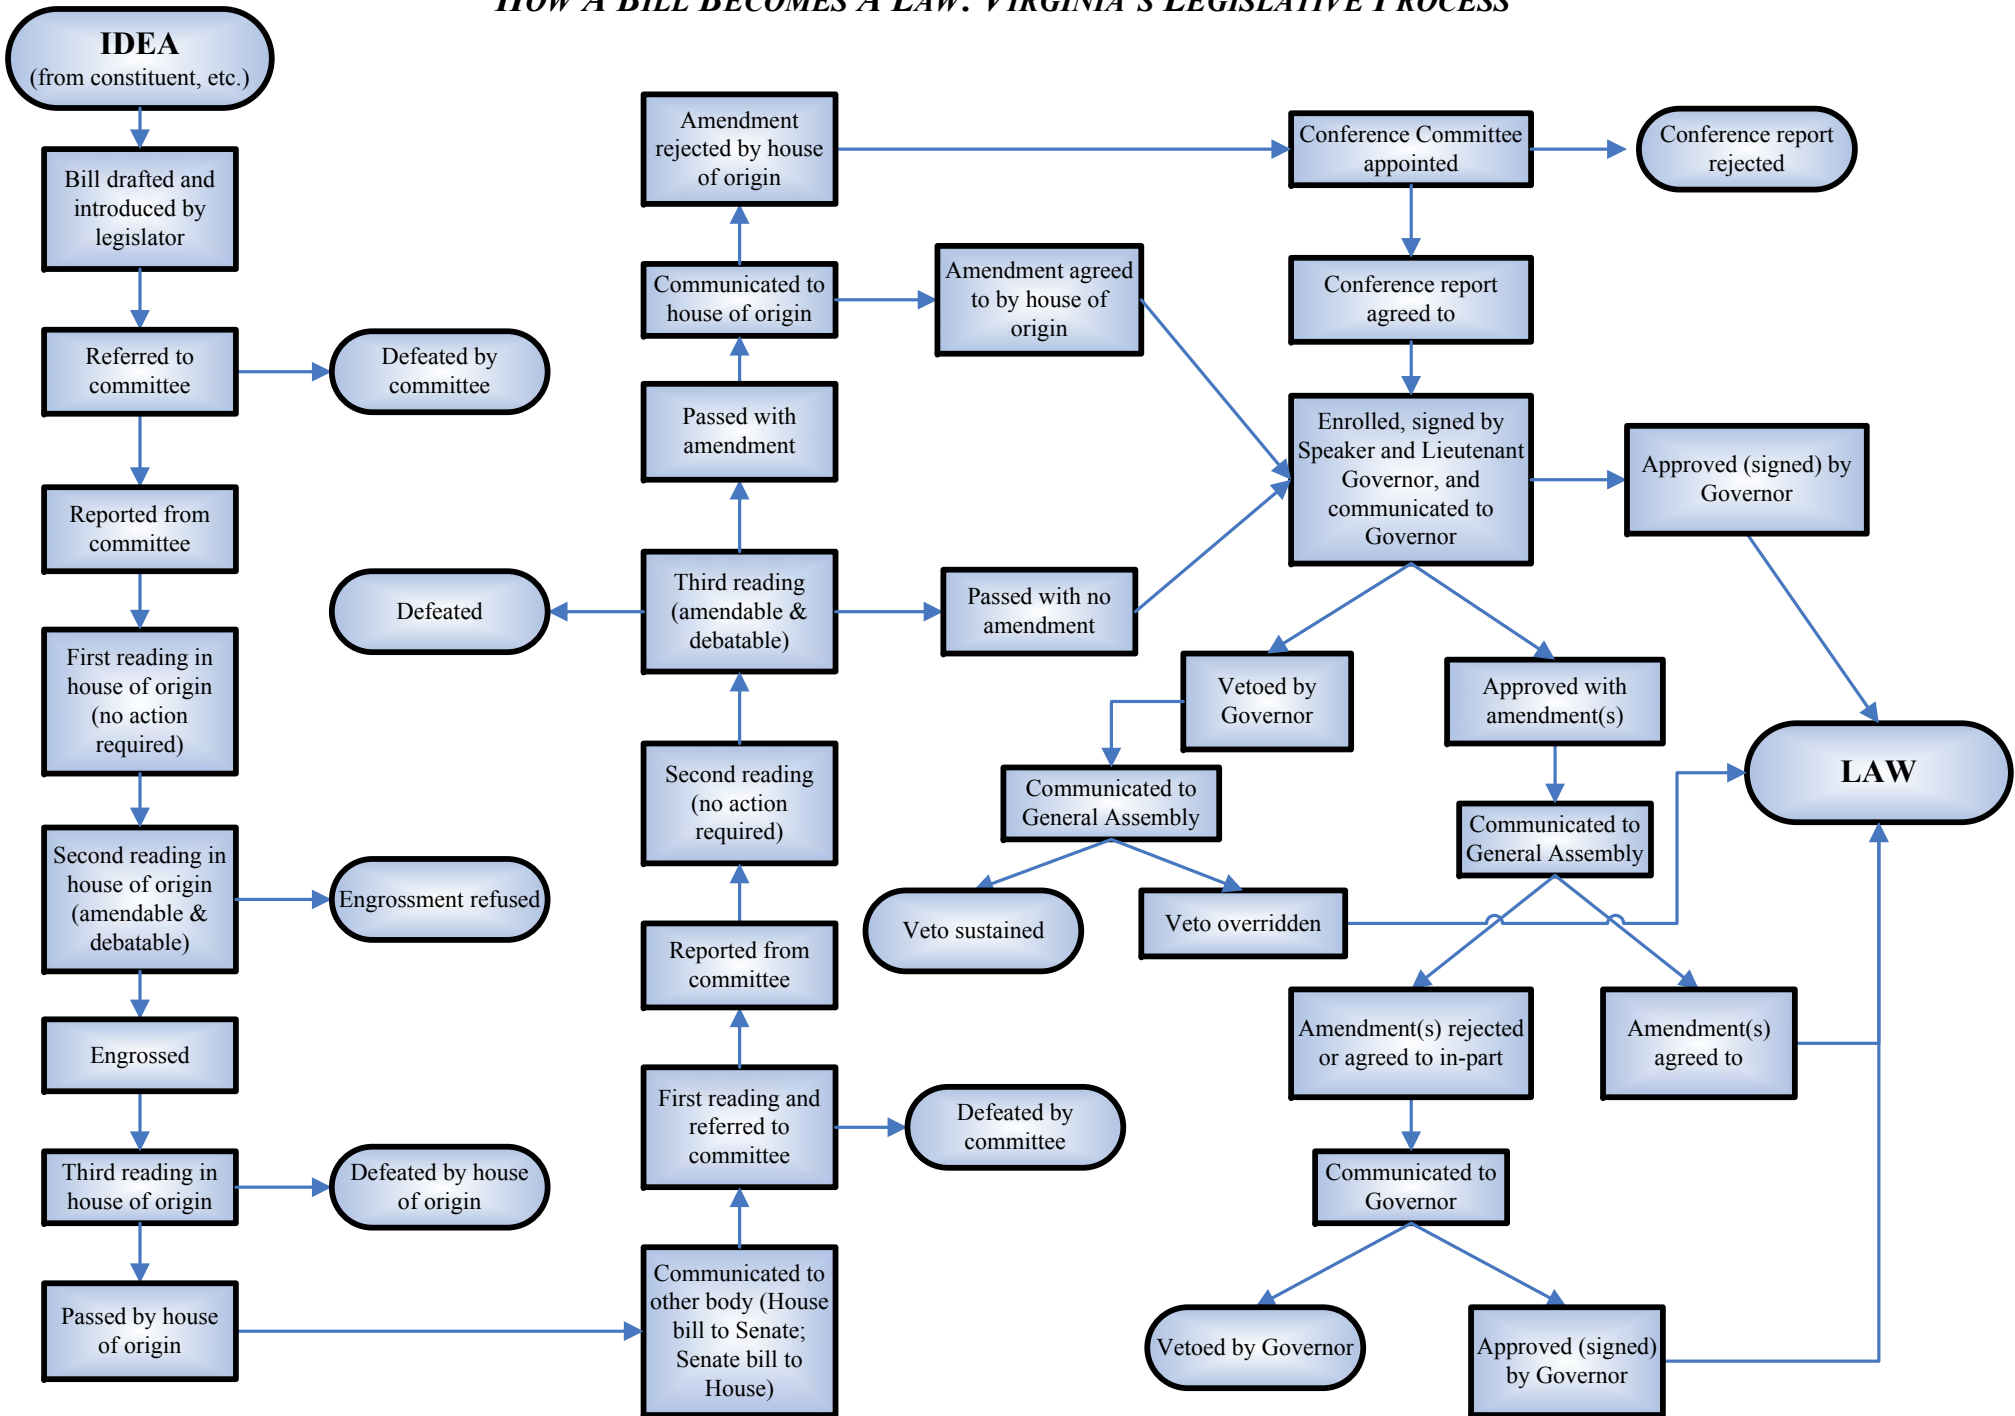 HOW A BILL BECOMES A LAW: VIRGINIA'S LEGISLATIVE PROCESS
IDEA
(from constituent, etc.)
Bill drafted and
introduced by
legislator
Referred to
committee
Defeated by
committee
Reported from
committee
First reading in
house of origin
(no action
required)
Second reading in
house of origin
(amendable &
debatable)
Engrossment refused
Engrossed
Third reading in
house of origin
Defeated by house
of origin
Passed by house
of origin
Communicated to
other body (House
bill to Senate;
Senate bill to
House)
First reading and
referred to
committee
Defeated by
committee
Reported from
committee
Second reading
(no action
required)
Third reading
(amendable &
debatable)
Defeated
Passed with no
amendment
Passed with
amendment
Communicated to
house of origin
Amendment agreed
to by house of
origin
Amendment
rejected by house
of origin
Conference Committee
appointed
Conference report
rejected
Conference report
agreed to
Enrolled, signed by
Speaker and Lieutenant
Governor, and
communicated to
Governor
Approved (signed) by
Governor
Vetoed by
Governor
Approved with
amendment(s)
Communicated to
General Assembly
Veto sustained
Veto overridden
Communicated to
General Assembly
LAW
Amendment(s) rejected
or agreed to in-part
Amendment(s)
agreed to
Communicated to
Governor
Vetoed by Governor
Approved (signed)
by Governor